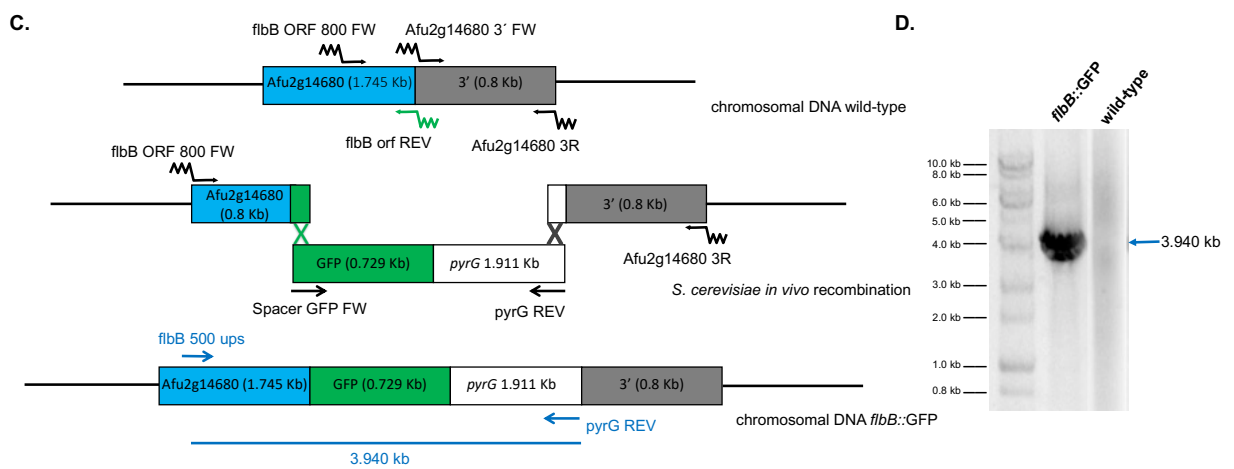 C.
D.
flbB ORF 800 FW
Afu2g14680 3´ FW
Afu2g14680 (1.745 Kb)
3’ (0.8 Kb)
chromosomal DNA wild-type
flbB orf REV
Afu2g14680 3R
flbB ORF 800 FW
Afu2g14680
(0.8 Kb)
3’ (0.8 Kb)
Afu2g14680 3R
GFP (0.729 Kb)
pyrG 1.911 Kb
S. cerevisiae in vivo recombination
Spacer GFP FW
pyrG REV
flbB 500 ups
Afu2g14680 (1.745 Kb)
GFP (0.729 Kb)
pyrG 1.911 Kb
3’ (0.8 Kb)
chromosomal DNA flbB::GFP
pyrG REV
3.940 kb
flbB::GFP
wild-type
10.0 kb
8.0 kb
6.0 kb
5.0 kb
4.0 kb
3.940 kb
3.0 kb
2.0 kb
1.0 kb
0.8 kb